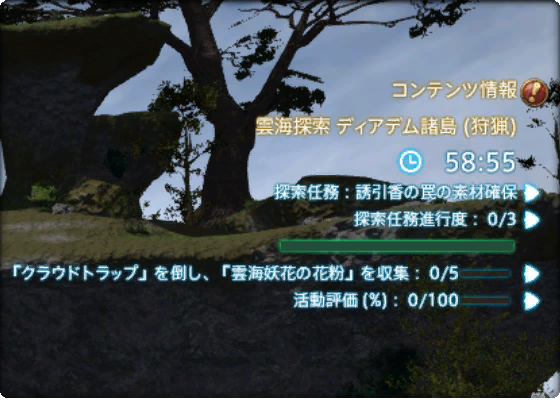 コンテンツ情報
雲海探索 ディアデム諸島 (狩猟)
58:55
探索任務：誘引香の罠の素材確保
探索任務進行度： 0/3
「クラウドトラップ」を倒し、「雲海妖花の花粉」を収集： 0/5
活動評価 (%)： 0/100